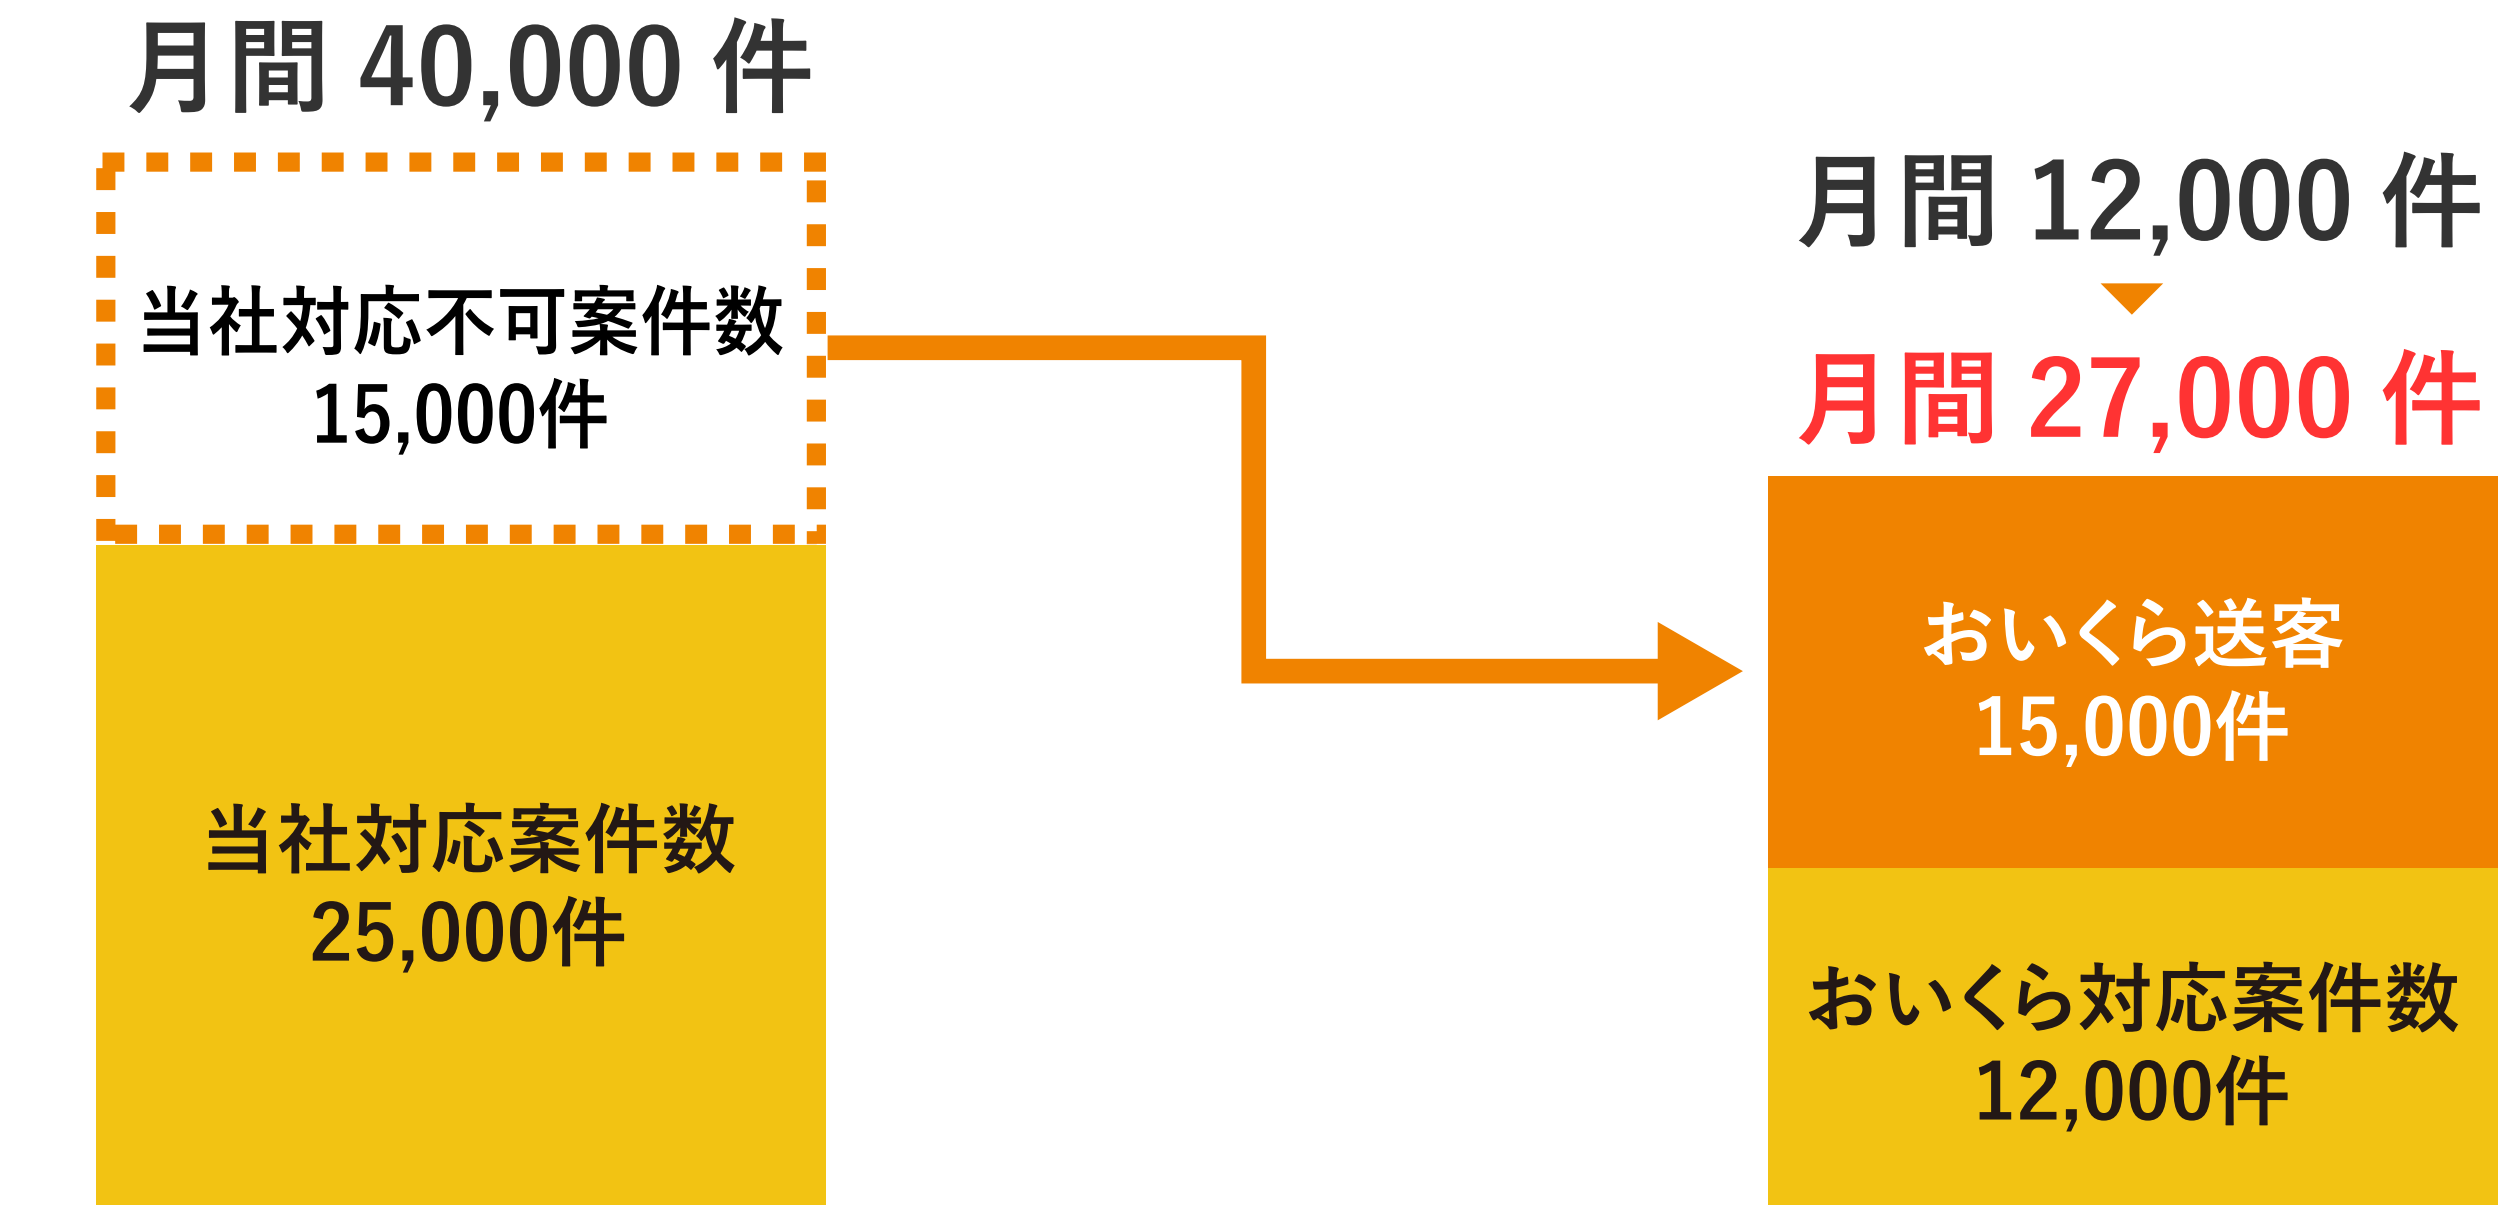 月間 40,000 件
当社対応不可案件数
15,000件
当社対応案件数
25,000件
月間 12,000 件
月間 27,000 件
おいくら送客
15,000件
おいくら対応案件数
12,000件